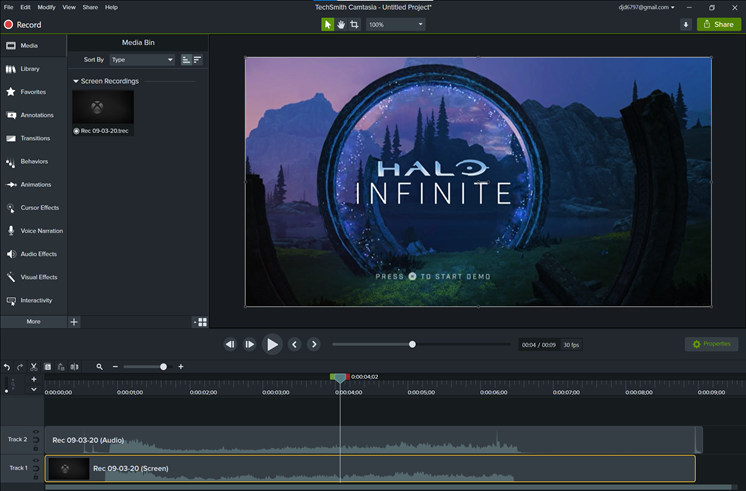 File Edit Modify View Share Help
TechSmith Camtasia - Untitled Project*
djd6797@gmail.com
Record
100%
Share
Media
Library
Favorites
Annotations
Transitions
Behaviors
Animations
Cursor Effects
Voice Narration
Audio Effects
Visual Effects
Interactivity
More
Media Bin
Sort By Type
Screen Recordings
Rec 09-03-20.trec
HALO
INFINITE
PRESS TO START DEMO
00:04 / 00:09 30 fps
Properties
0:00:04;02
0:00:00;00 0:00:01;00 0:00:02;00 0:00:03;00 0:00:04;00 0:00:05;00 0:00:06;00 0:00:07;00 0:00:08;00 0:00:09;00
Track 2
Rec 09-03-20 (Audio)
Track 1
Rec 09-03-20 (Screen)